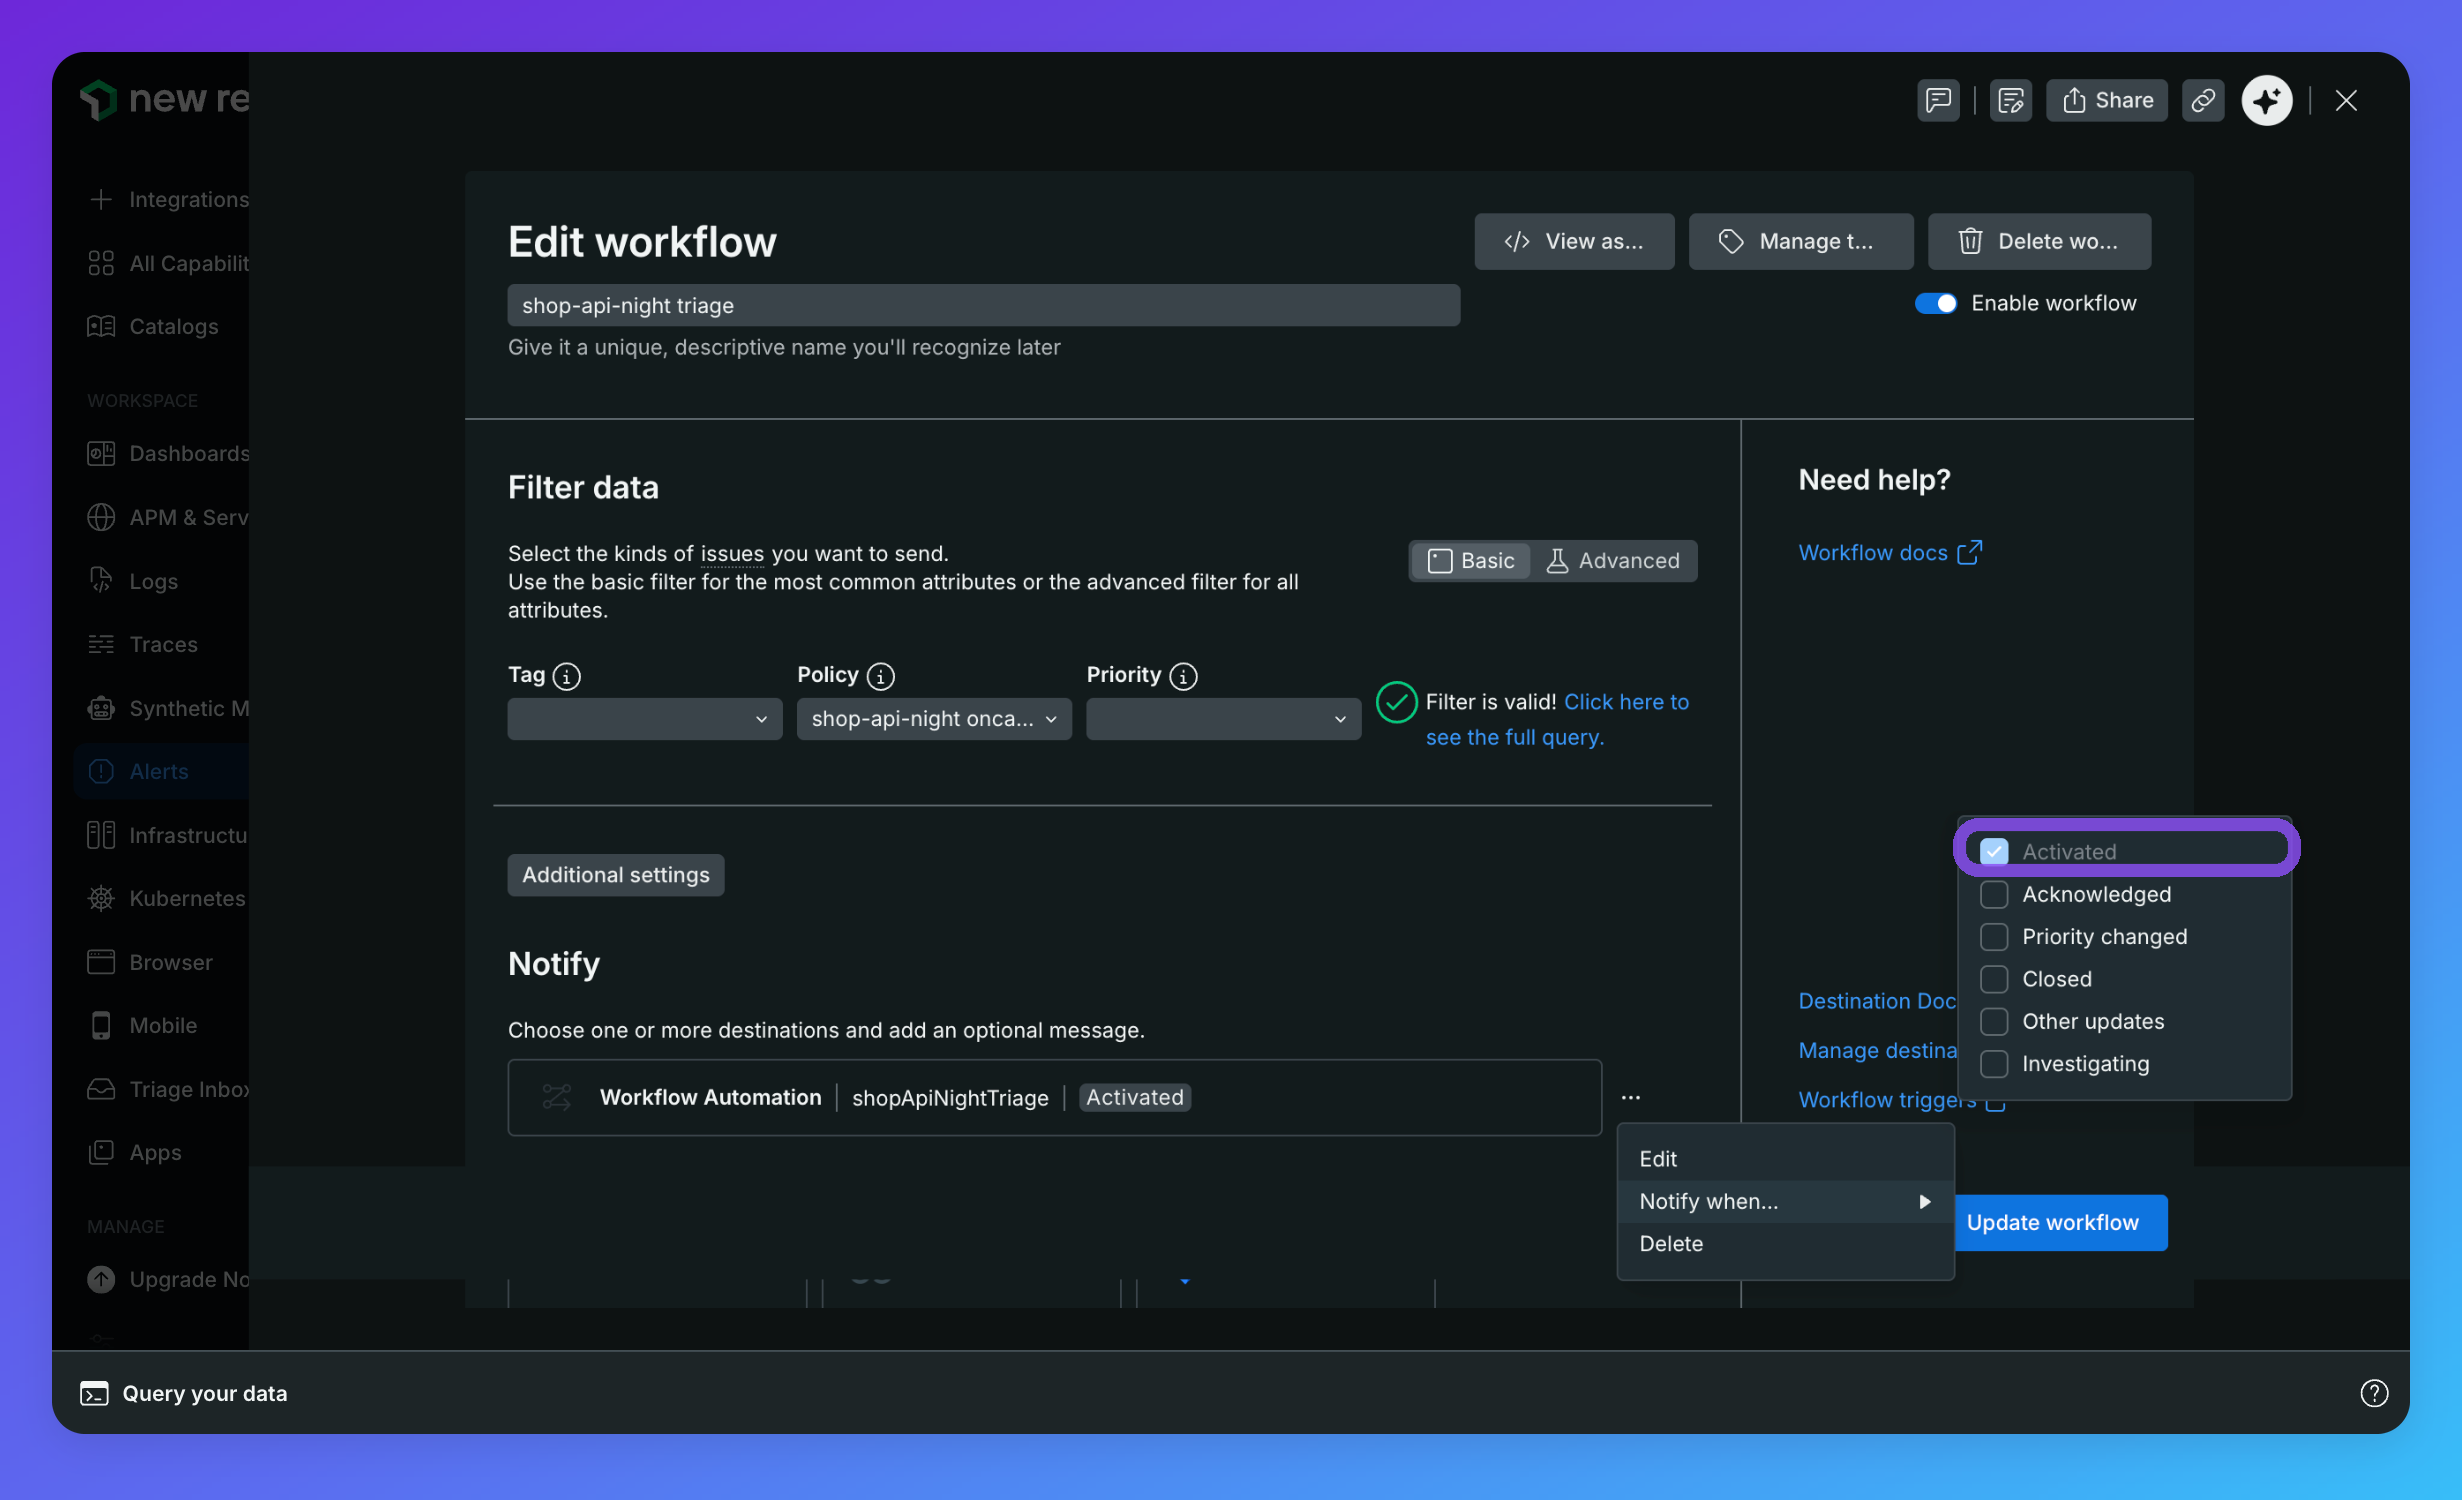 new re
Share
Integrations
All Capabilit
Catalogs
WORKSPACE
Dashboards
APM & Serv
Logs
Traces
Synthetic M
Alerts
Infrastructu
Kubernetes
Browser
Mobile
Triage Inbox
Apps
MANAGE
Upgrade No
Edit workflow
View as...
Manage t...
Delete wo...
shop-api-night triage
Enable workflow
Give it a unique, descriptive name you'll recognize later
Filter data
Select the kinds of issues you want to send.
Use the basic filter for the most common attributes or the advanced filter for all
attributes.
Basic
Advanced
Tag
Policy
Priority
shop-api-night onca...
Filter is valid! Click here to
see the full query.
Additional settings
Notify
Choose one or more destinations and add an optional message.
Workflow Automation
shopApiNightTriage
Activated
...
Edit
Notify when...
Delete
Need help?
Workflow docs
Activated
Acknowledged
Priority changed
Closed
Other updates
Investigating
Destination Doc
Manage destina
Workflow triggers
Update workflow
Query your data